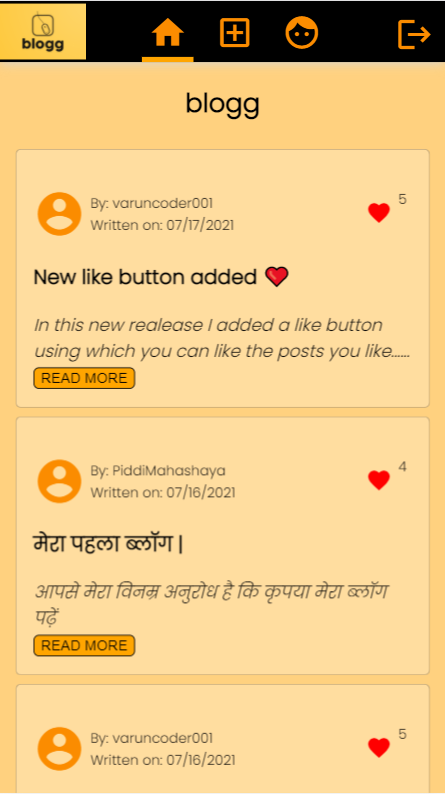 blogg
blogg
By: varuncoder001
5
Written on: 07/17/2021
New like button added ❤️
In this new realease I added a like button
using which you can like the posts you like......
READ MORE
By: PiddiMahashaya
4
Written on: 07/16/2021
मेरा पहला ब्लॉग |
आपसे मेरा विनम्र अनुरोध है कि कृपया मेरा ब्लॉग
पढ़ें
READ MORE
By: varuncoder001
5
Written on: 07/16/2021